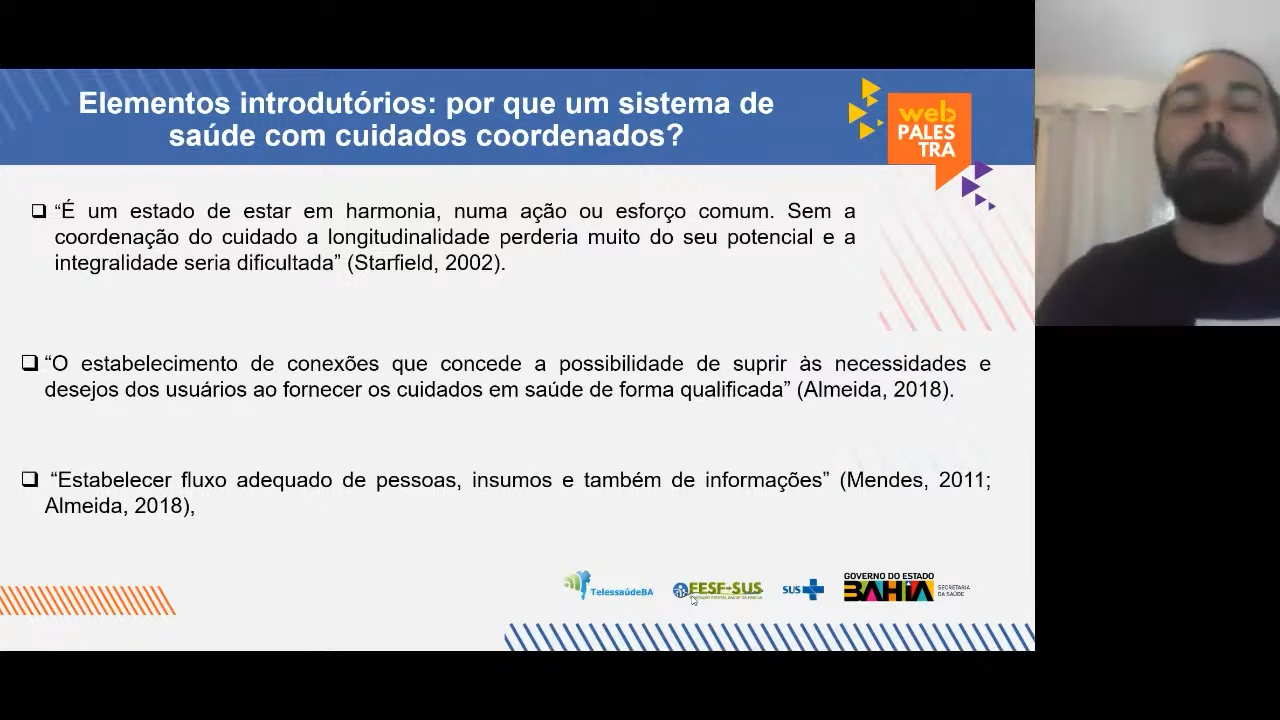 Elementos introdutórios: por que um sistema de
saúde com cuidados coordenados?
web
PALES
TRA
❑ “É um estado de estar em harmonia, numa ação ou esforço comum. Sem a
coordenação do cuidado a longitudinalidade perderia muito do seu potencial e a
integralidade seria dificultada” (Starfield, 2002).
❑ “O estabelecimento de conexões que concede a possibilidade de suprir às necessidades e
desejos dos usuários ao fornecer os cuidados em saúde de forma qualificada” (Almeida, 2018).
❑ “Estabelecer fluxo adequado de pessoas, insumos e também de informações” (Mendes, 2011;
Almeida, 2018),
TelessaúdeBA
FESF-SUS
SUS
GOVERNO DO ESTADO
BAHIA
SECRETARIA
DA SAÚDE